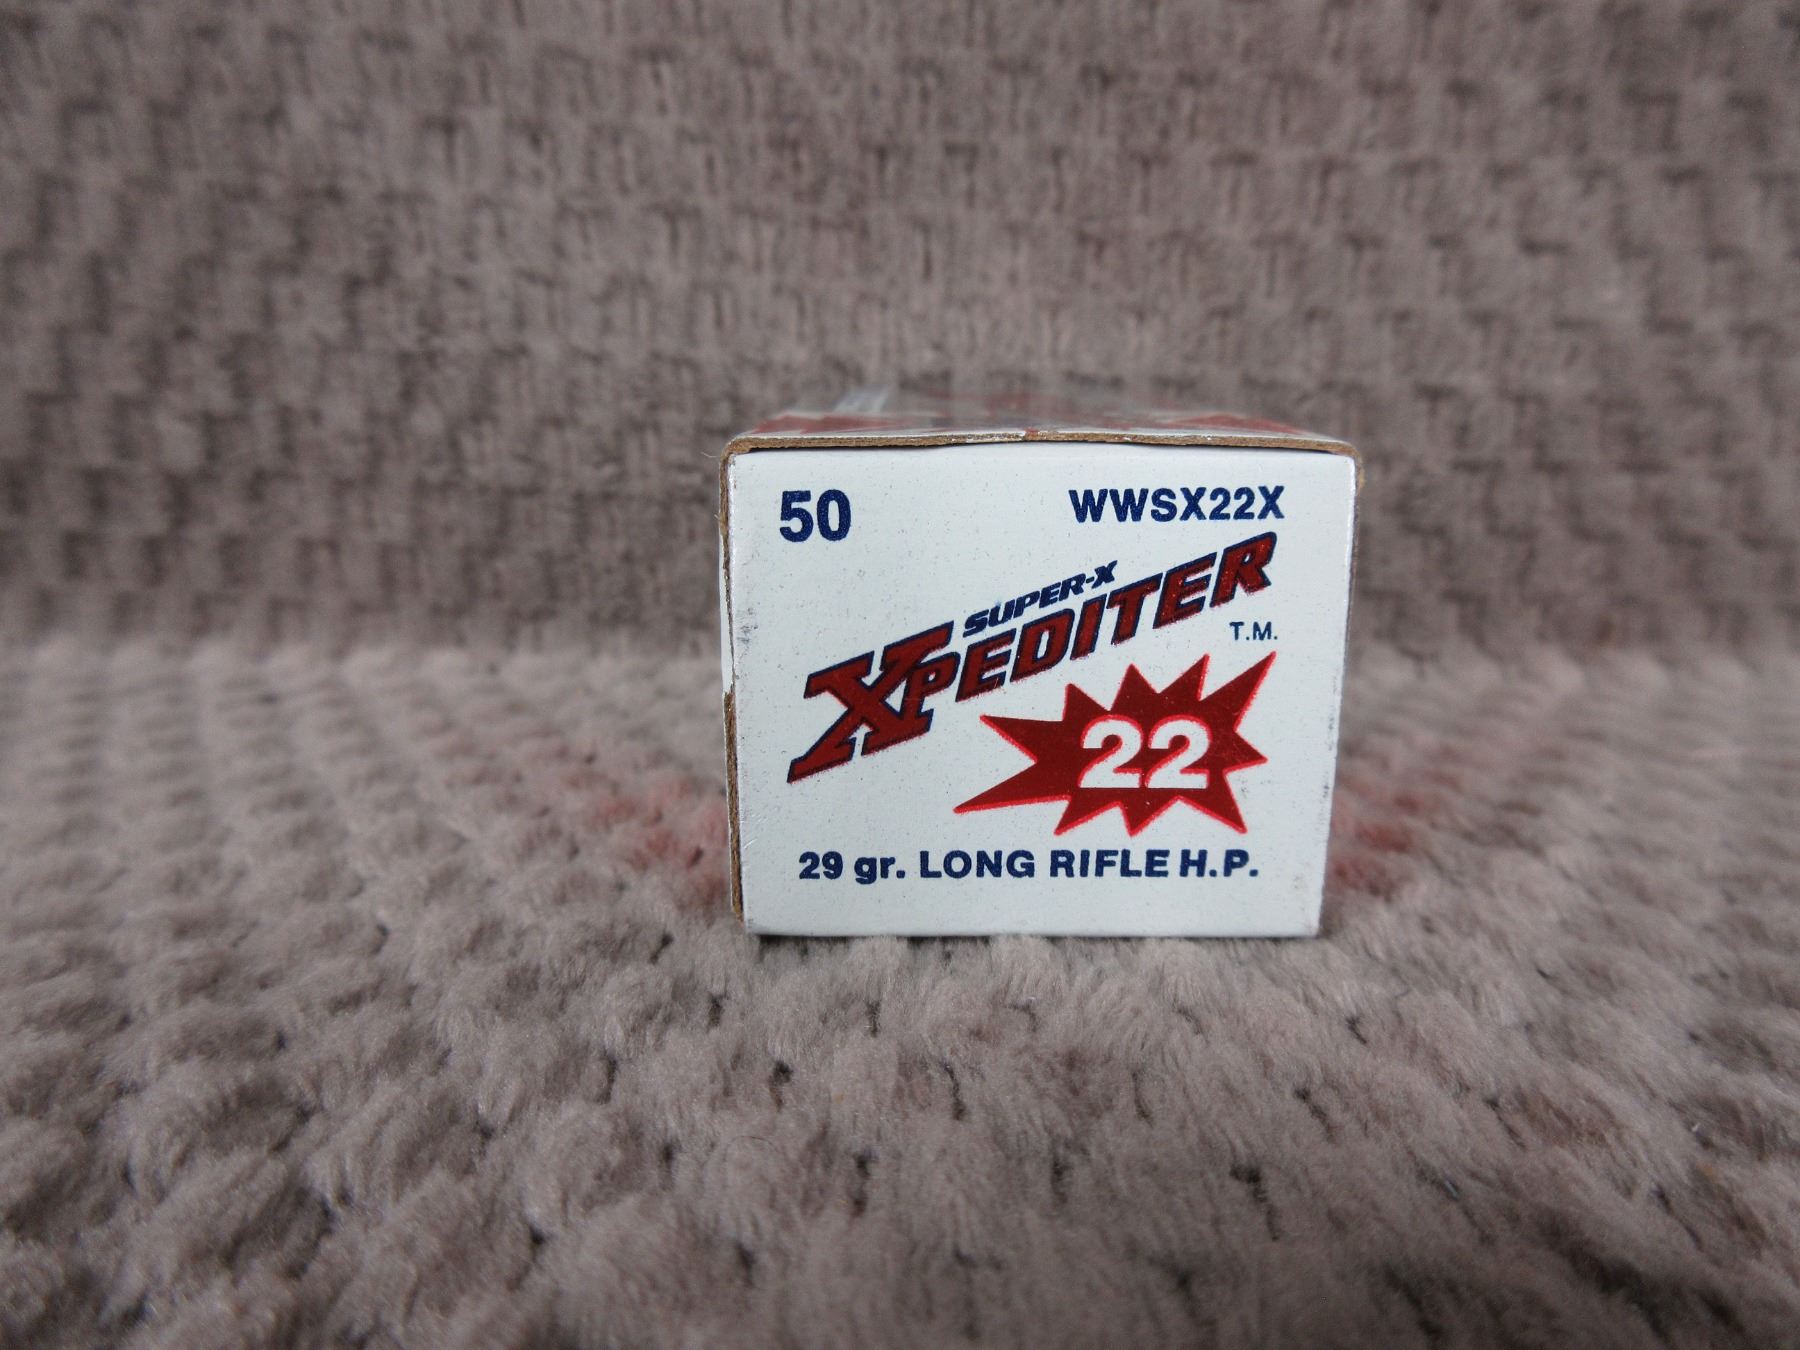 50 WWSX22X
SUPER-X
XPEDITER
T.M.
22
29 gr. LONG RIFLE H.P.